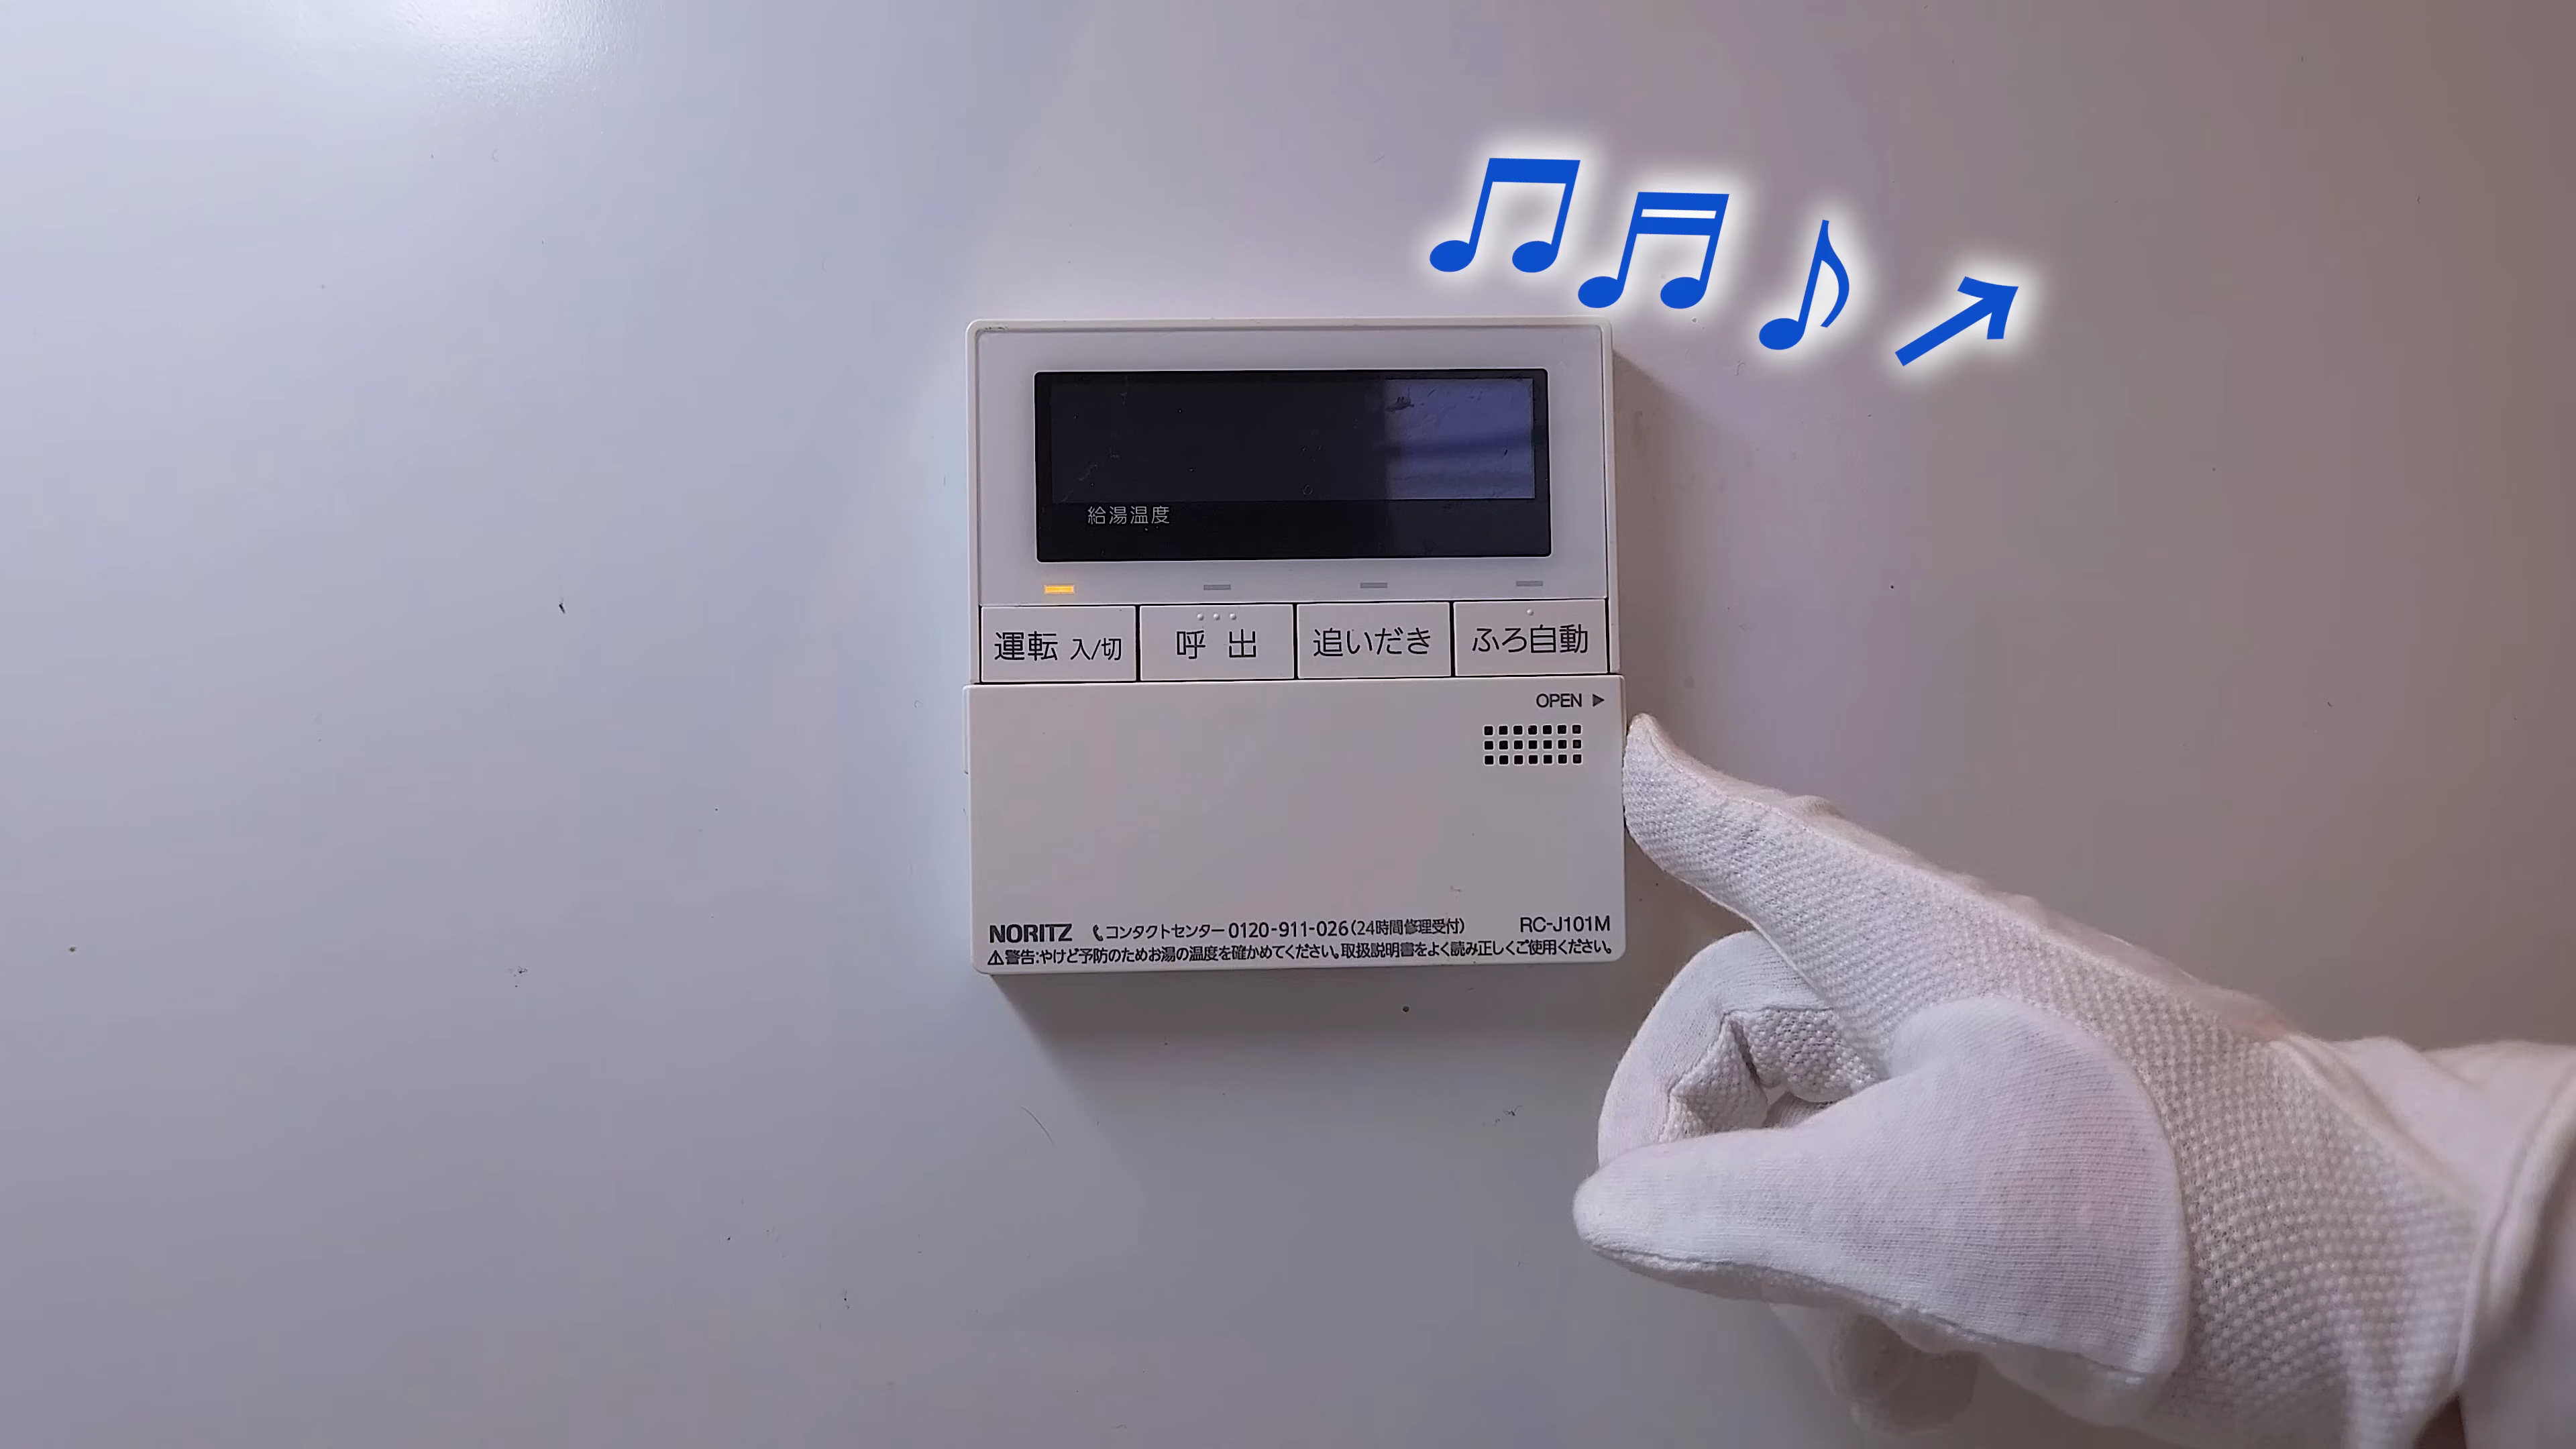 給湯温度
運転 入/切
呼出
追いだき
ふろ自動
OPEN ▶
NORITZ コンタクトセンター 0120-911-026(24時間修理受付) RC-J101M
⚠警告:やけど予防のためお湯の温度を確かめてください。取扱説明書をよく読み正しくご使用ください。